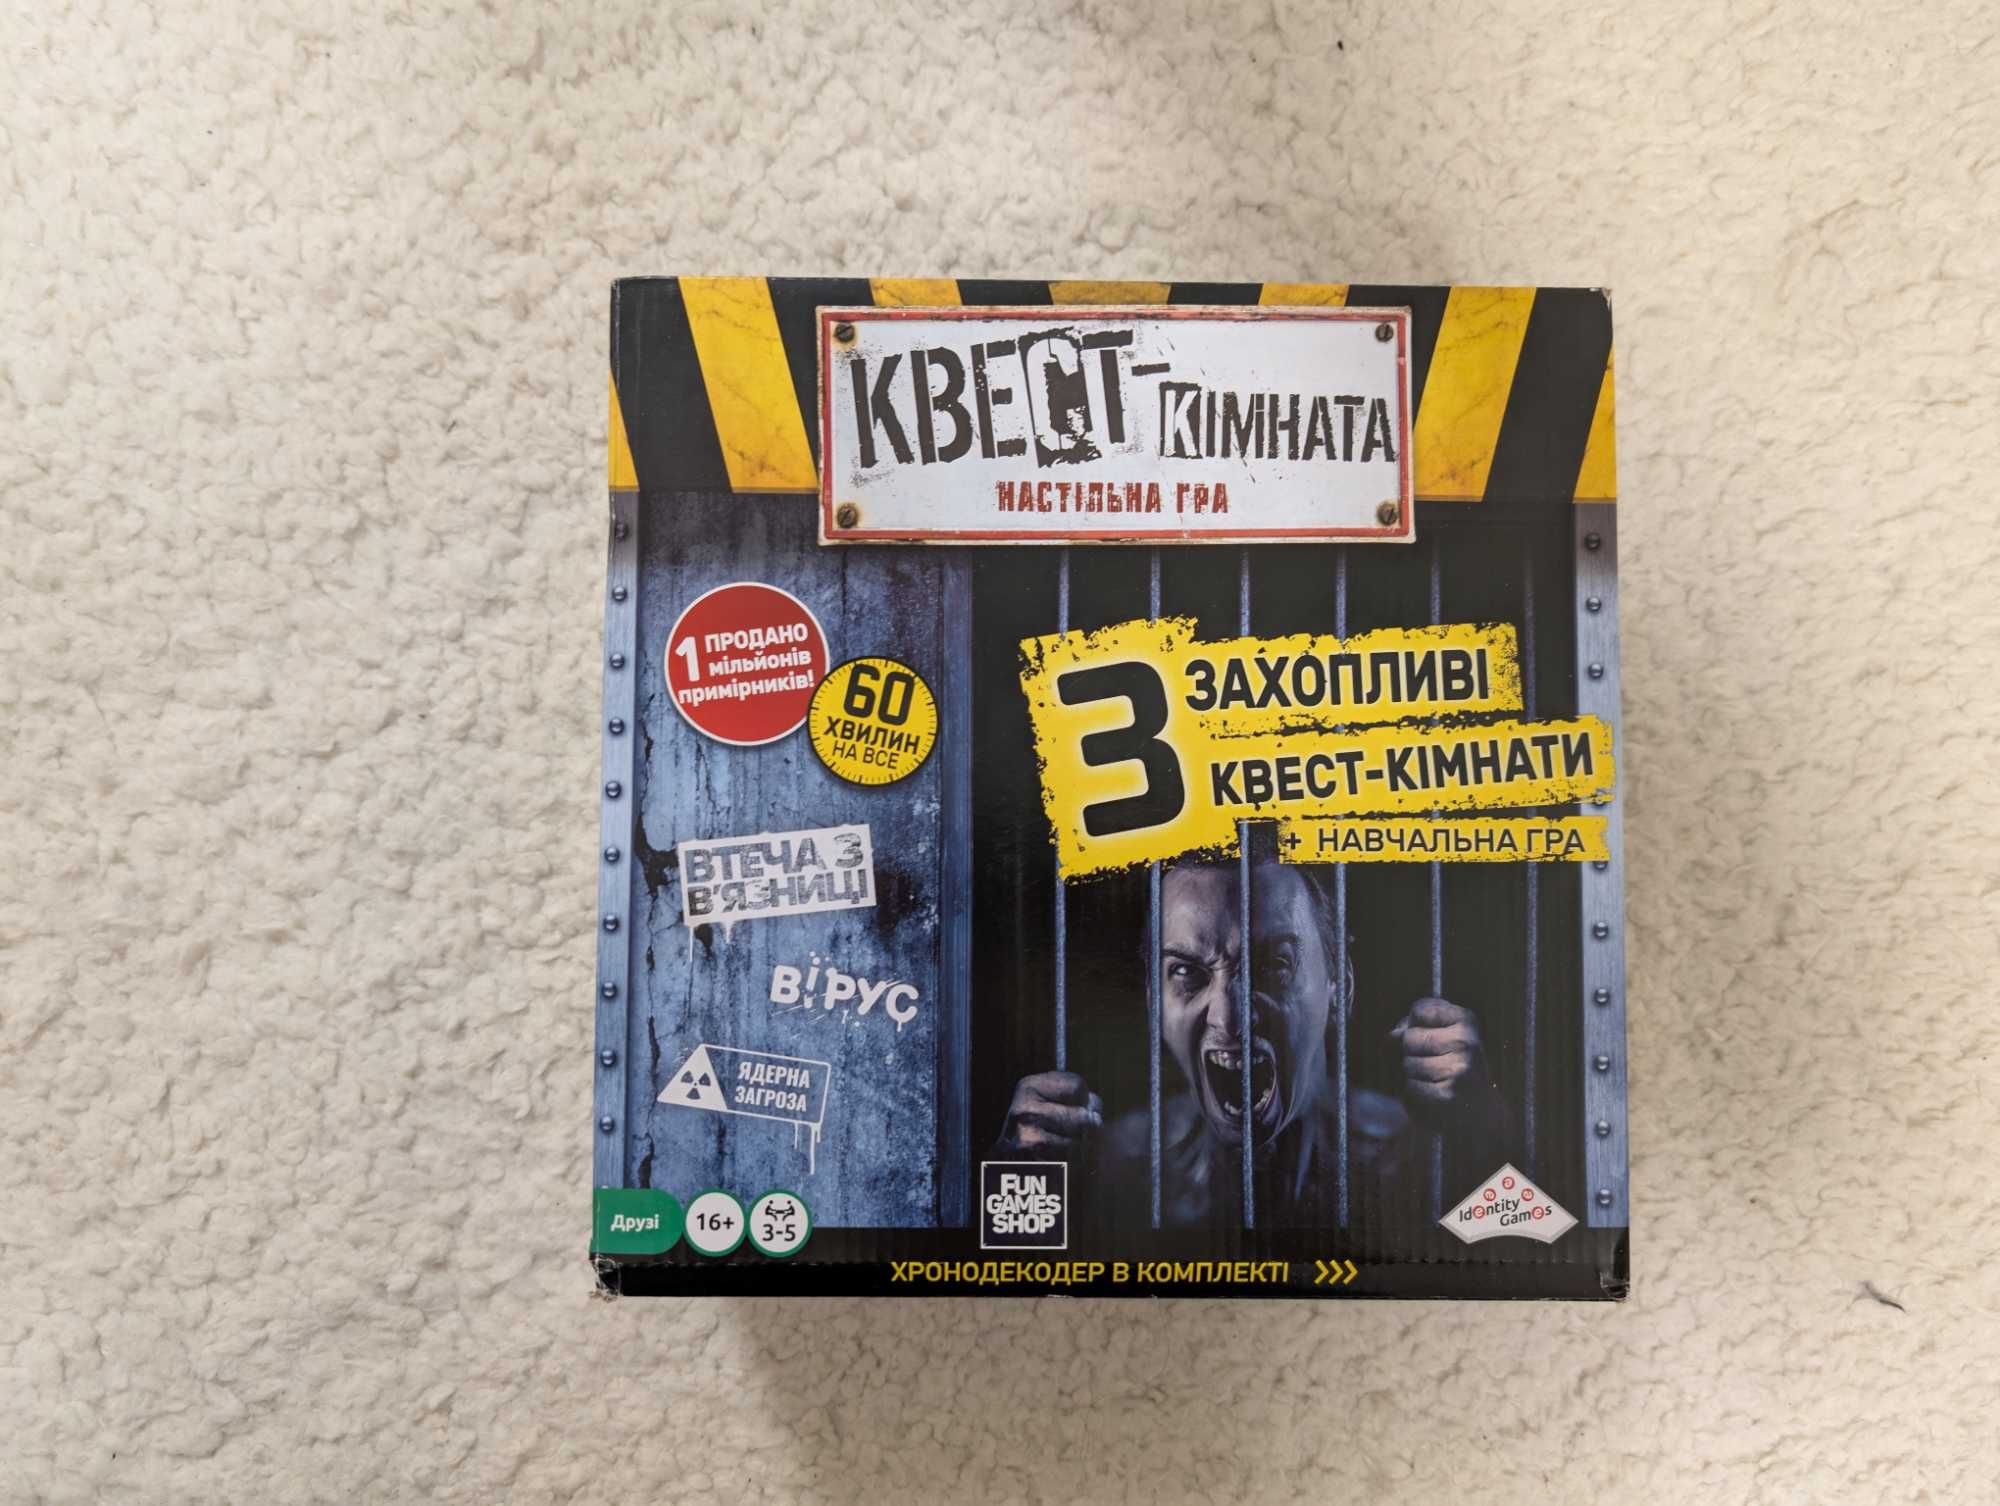 КВЕСТ-КІМНАТА
НАСТІЛЬНА ГРА
1 ПРОДАНО
мільйонів
примірників!
60
ХВИЛИН
НА ВСЕ
3 ЗАХОПЛИВІ
КВЕСТ-КІМНАТИ
+ НАВЧАЛЬНА ГРА
ВТЕЧА З
В'ЯЗНИЦІ
ВІРУС
ЯДЕРНА
ЗАГРОЗА
Друзі
16+
3-5
FUN
GAMES
SHOP
Identity
Games
ХРОНОДЕКОДЕР В КОМПЛЕКТІ >>>